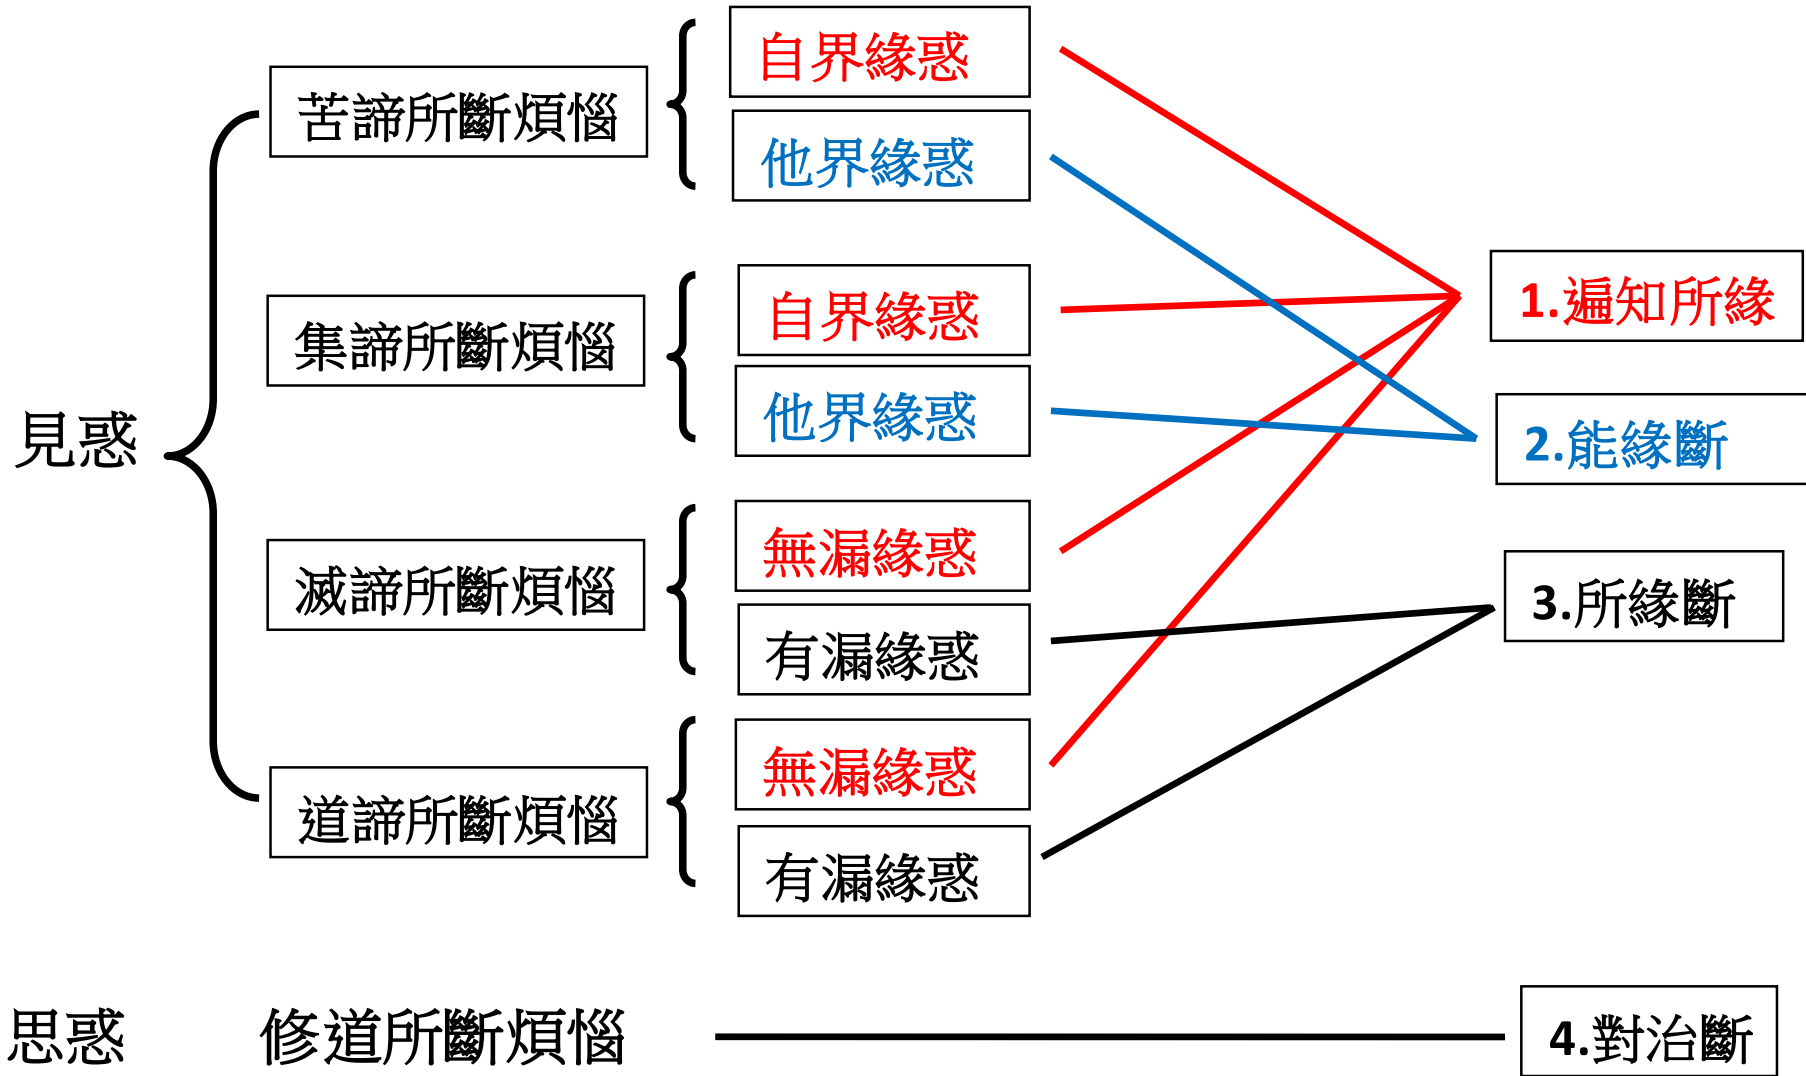 見惑
苦諦所斷煩惱
自界緣惑
他界緣惑
集諦所斷煩惱
自界緣惑
他界緣惑
滅諦所斷煩惱
無漏緣惑
有漏緣惑
道諦所斷煩惱
無漏緣惑
有漏緣惑
1.遍知所緣
2.能緣斷
3.所緣斷
思惑
修道所斷煩惱
4.對治斷